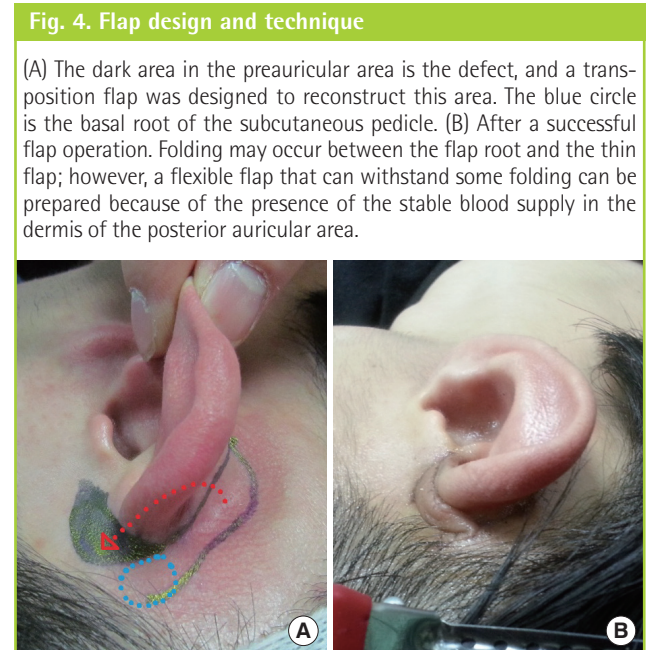 Fig. 4. Flap design and technique
(A) The dark area in the preauricular area is the defect, and a trans-
position flap was designed to reconstruct this area. The blue circle
is the basal root of the subcutaneous pedicle. (B) After a successful
flap operation. Folding may occur between the flap root and the thin
flap; however, a flexible flap that can withstand some folding can be
prepared because of the presence of the stable blood supply in the
dermis of the posterior auricular area.
A
B